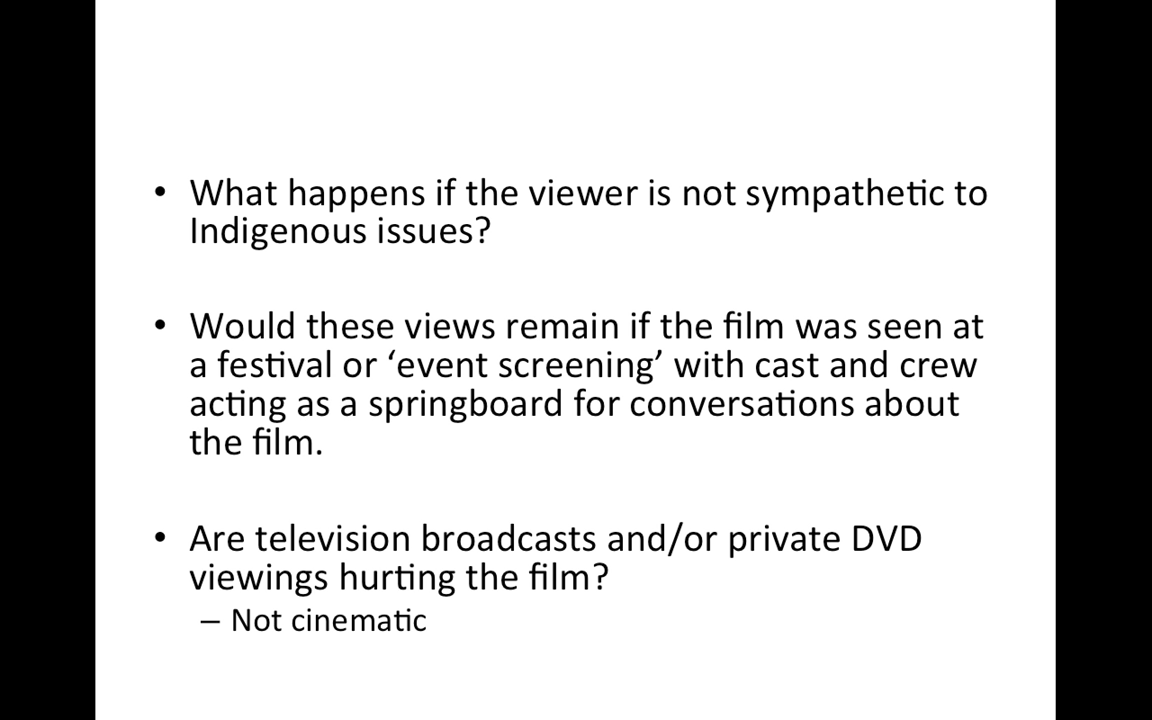 • What happens if the viewer is not sympathetic to
Indigenous issues?
• Would these views remain if the film was seen at
a festival or ‘event screening’ with cast and crew
acting as a springboard for conversations about
the film.
• Are television broadcasts and/or private DVD
viewings hurting the film?
– Not cinematic